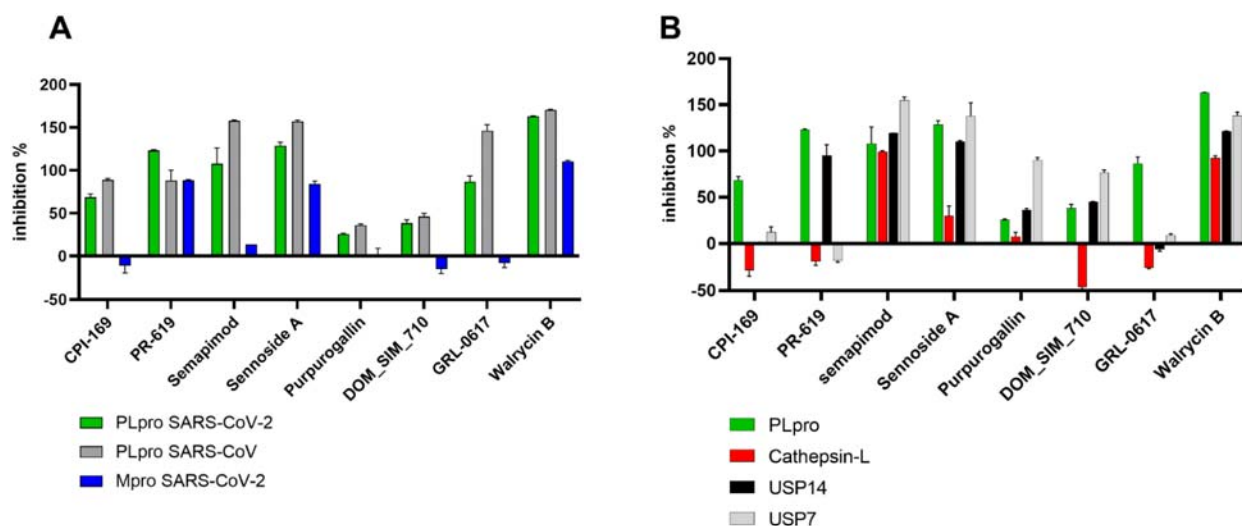 A
inhibition %
200
150
100
50
0
-50
CPI-169
PR-619
Semapimod
Sennoside A
Purpurogallin
DOM_SIM_710
GRL-0617
Walrycin B
PLpro SARS-CoV-2
PLpro SARS-CoV
Mpro SARS-CoV-2
B
inhibition %
200
150
100
50
0
-50
CPI-169
PR-619
semapimod
Sennoside A
Purpurogallin
DOM_SIM_710
GRL-0617
Walrycin B
PLpro
Cathepsin-L
USP14
USP7